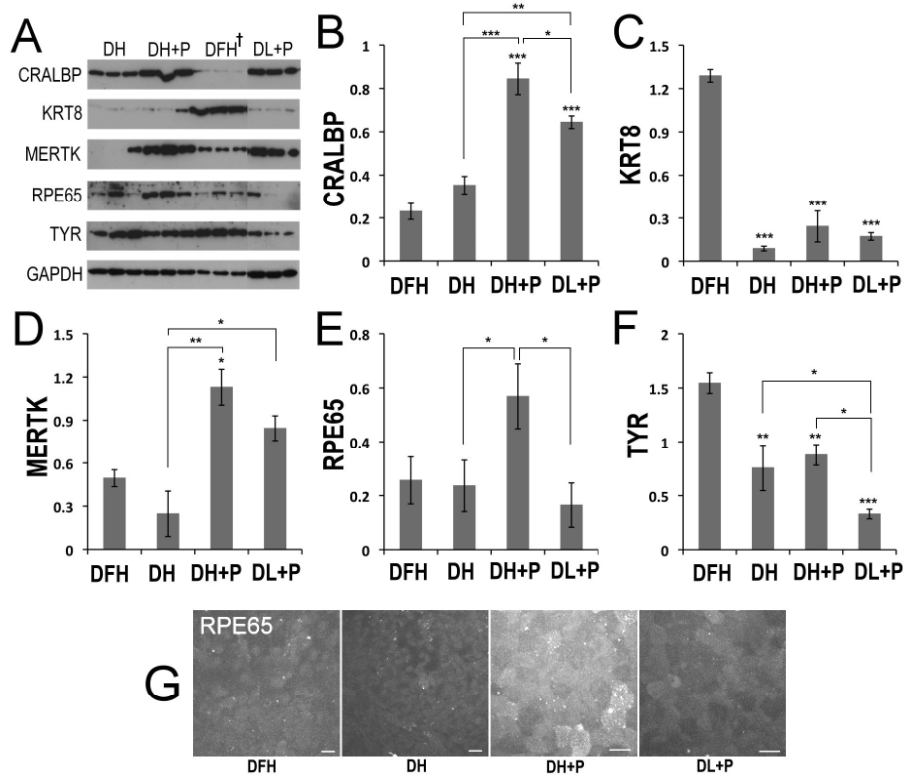 A
DH DH+P DFH† DL+P
CRALBP
KRT8
MERTK
RPE65
TYR
GAPDH
B
CRALBP
1
0.8
0.6
0.4
0.2
0
**
*** *
***
***
DFH DH DH+P DL+P
C
KRT8
1.5
1.2
0.9
0.6
0.3
0
*** *** ***
DFH DH DH+P DL+P
D
MERTK
1.5
1.2
0.9
0.6
0.3
0
*
**
*
DFH DH DH+P DL+P
E
RPE65
0.8
0.6
0.4
0.2
0
* *
DFH DH DH+P DL+P
F
TYR
2
1.5
1
0.5
0
*
*
** **
***
DFH DH DH+P DL+P
G
RPE65
DFH DH DH+P DL+P